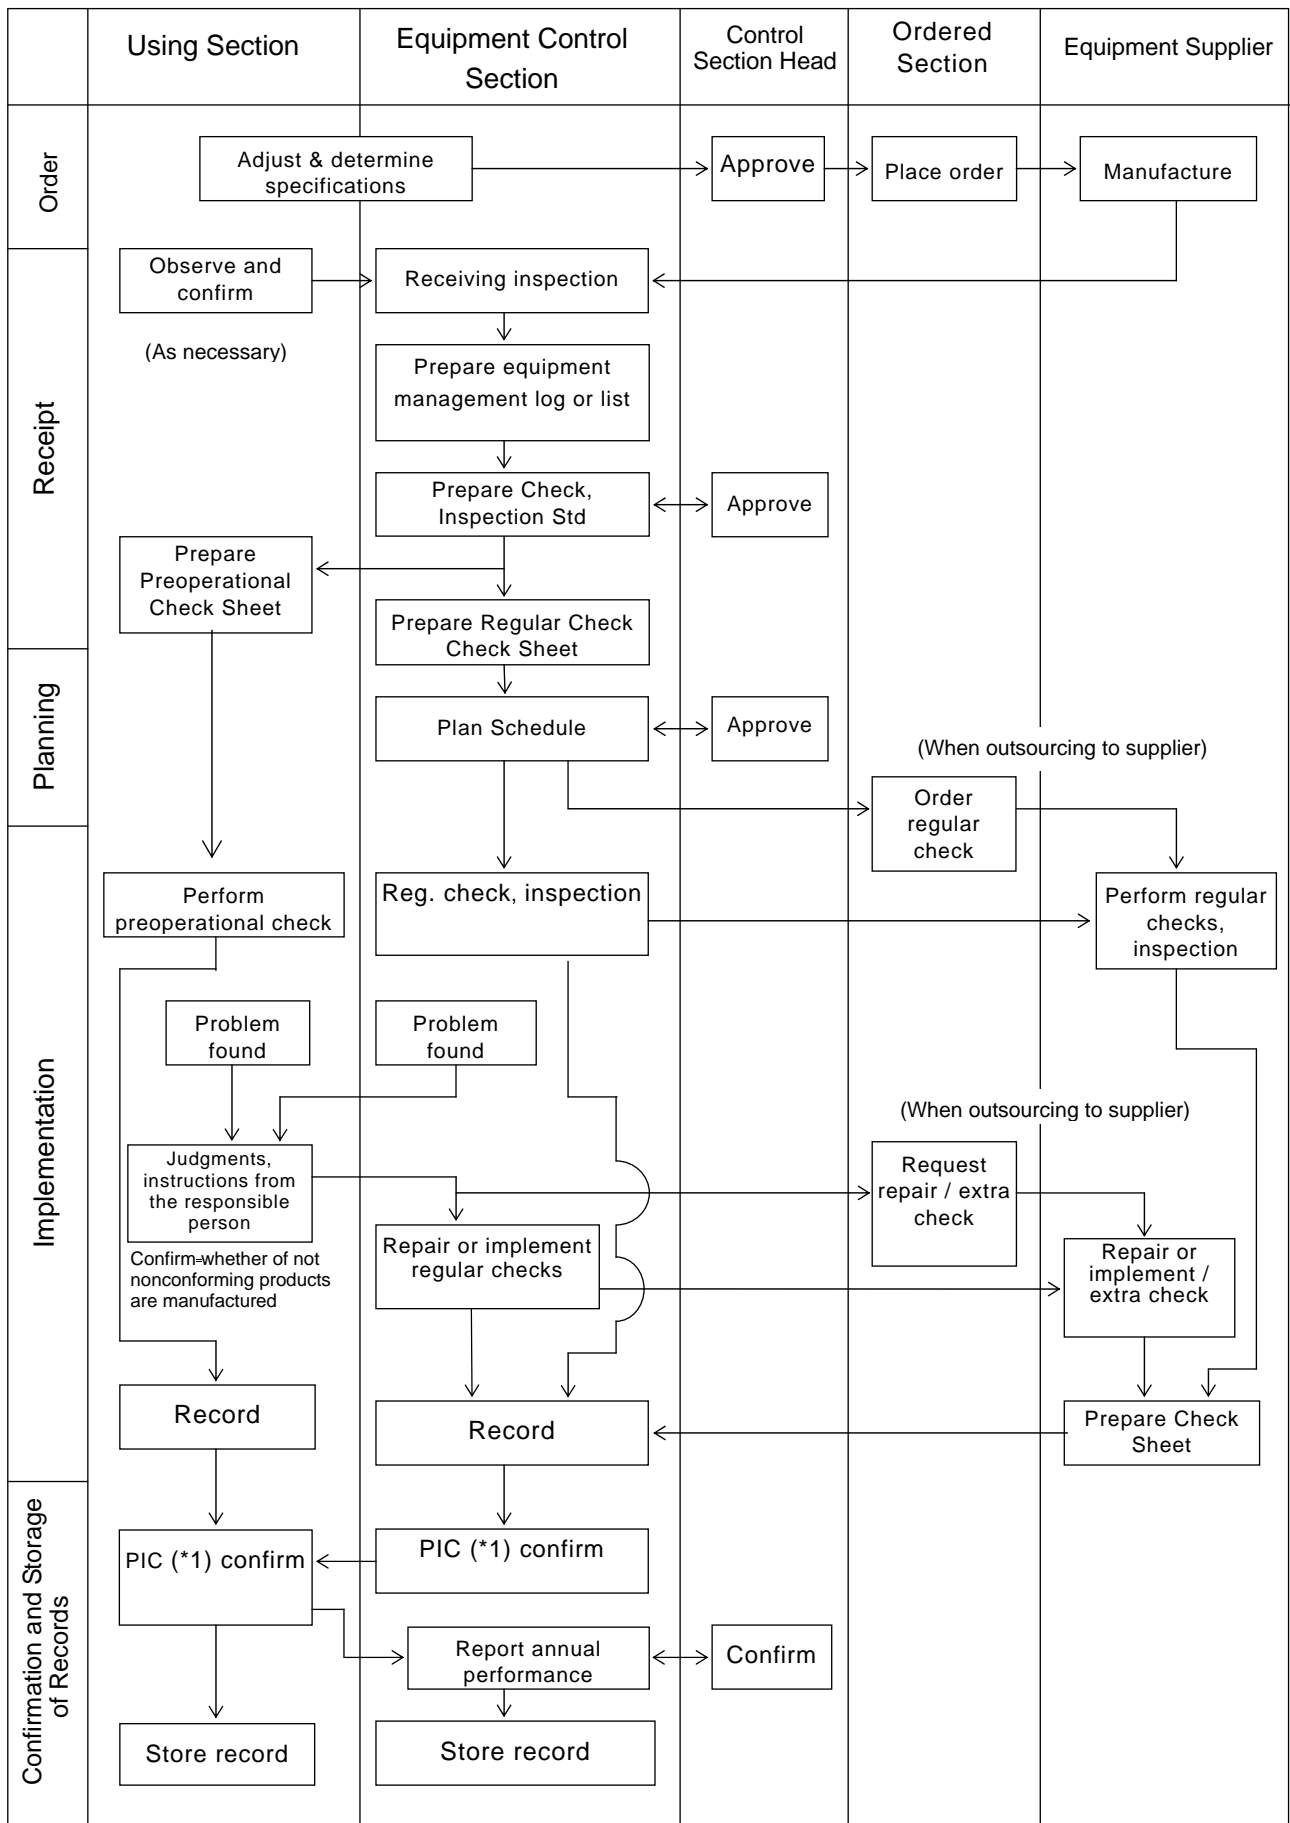 Using Section
Equipment Control
Section
Control
Section Head
Ordered
Section
Equipment Supplier
Order
Adjust & determine
specifications
Approve
Place order
Manufacture
Receipt
Observe and
confirm
(As necessary)
Receiving inspection
Prepare equipment
management log or list
Prepare Check,
Inspection Std
Approve
Prepare
Preoperational
Check Sheet
Prepare Regular Check
Check Sheet
Planning
Plan Schedule
Approve
(When outsourcing to supplier)
Order
regular
check
Implementation
Perform
preoperational check
Reg. check, inspection
Perform regular
checks,
inspection
Problem
found
Problem
found
(When outsourcing to supplier)
Judgments,
instructions from
the responsible
person
Request
repair / extra
check
Confirm=whether of not
nonconforming products
are manufactured
Repair or implement
regular checks
Repair or
implement /
extra check
Record
Record
Prepare Check
Sheet
Confirmation and Storage
of Records
PIC (*1) confirm
PIC (*1) confirm
Report annual
performance
Confirm
Store record
Store record